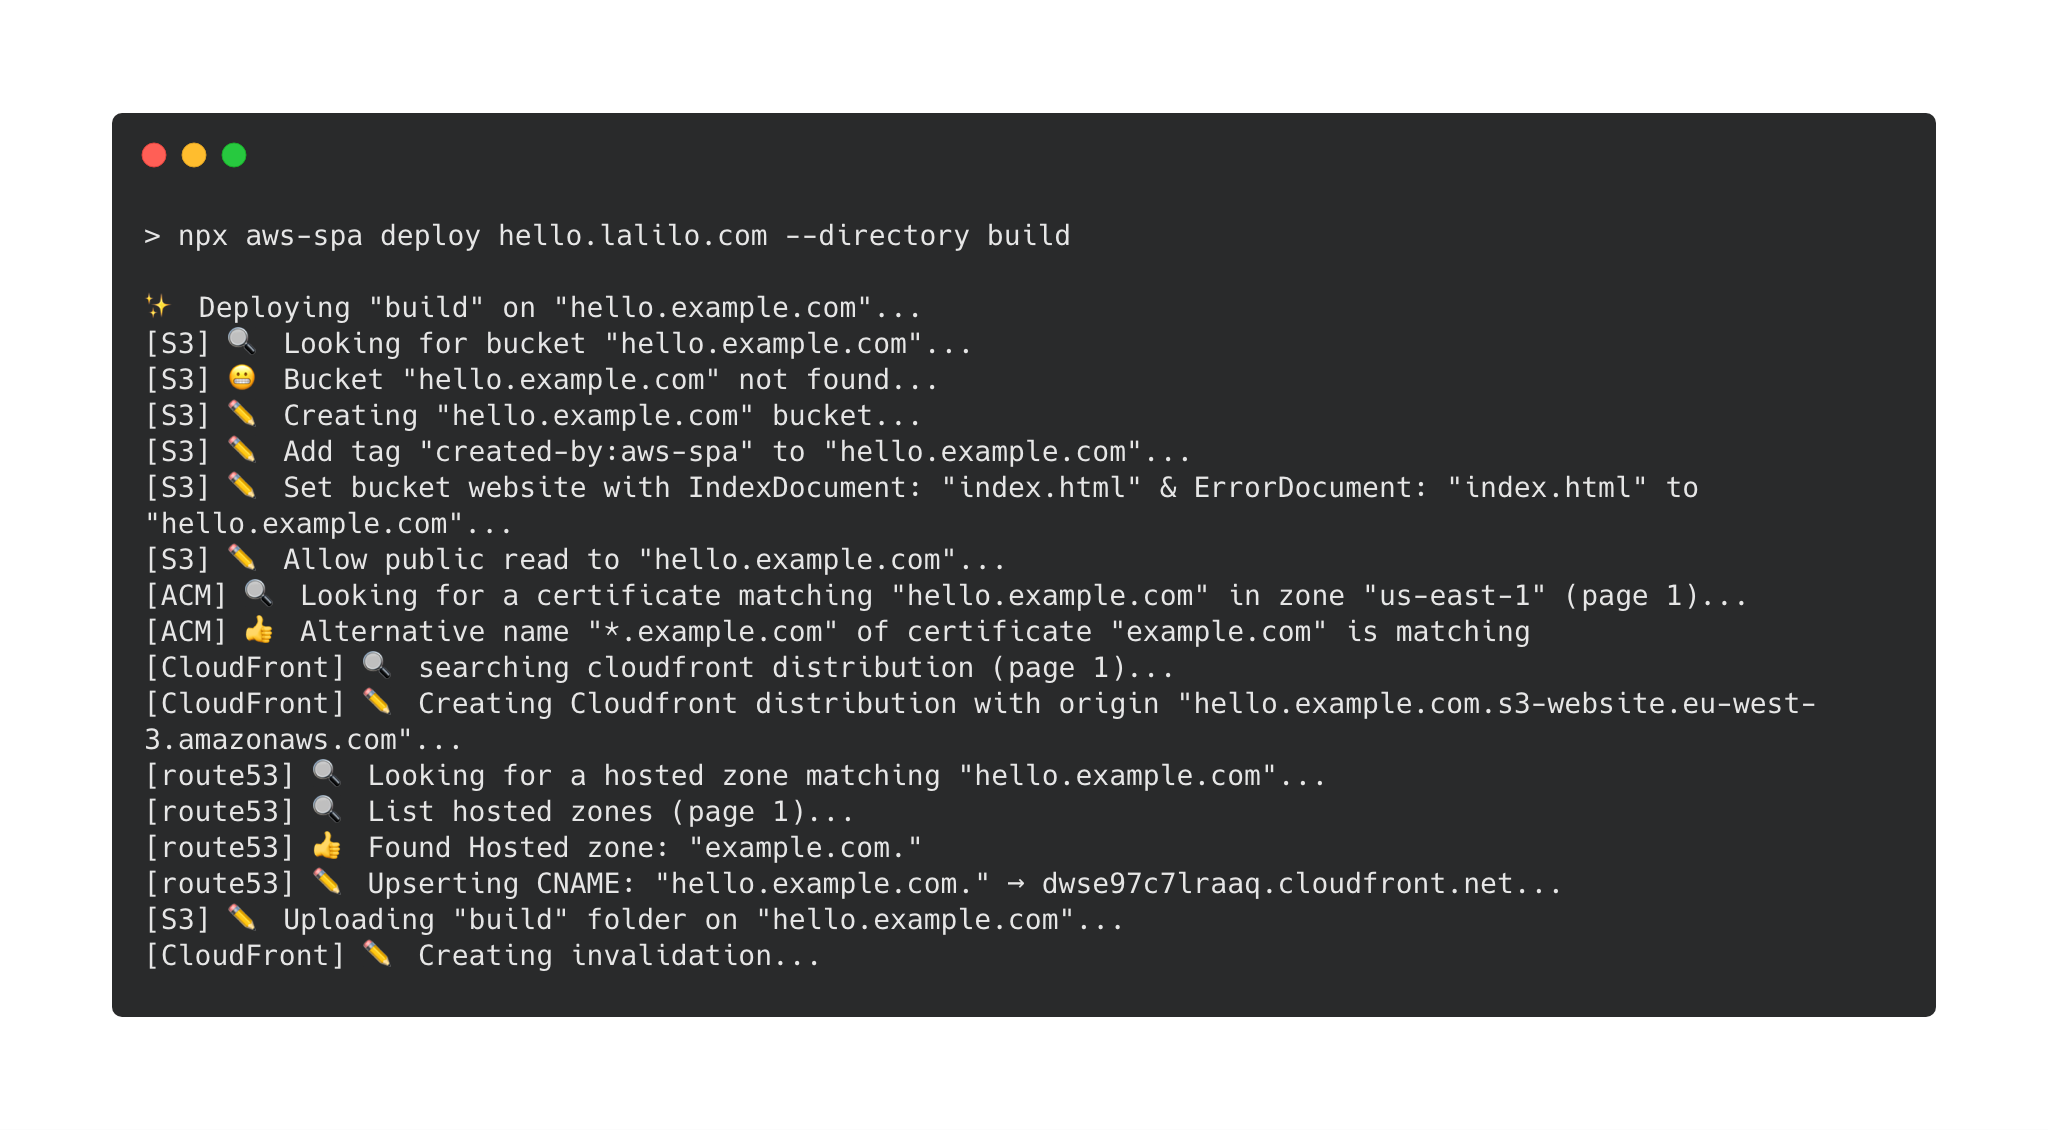 > npx aws-spa deploy hello.lalilo.com --directory build
✨ Deploying "build" on "hello.example.com"...
[S3] 🔍 Looking for bucket "hello.example.com"...
[S3] 😬 Bucket "hello.example.com" not found...
[S3] ✏️ Creating "hello.example.com" bucket...
[S3] ✏️ Add tag "created-by:aws-spa" to "hello.example.com"...
[S3] ✏️ Set bucket website with IndexDocument: "index.html" & ErrorDocument: "index.html" to
"hello.example.com"...
[S3] ✏️ Allow public read to "hello.example.com"...
[ACM] 🔍 Looking for a certificate matching "hello.example.com" in zone "us-east-1" (page 1)...
[ACM] 👍 Alternative name "*.example.com" of certificate "example.com" is matching
[CloudFront] 🔍 searching cloudfront distribution (page 1)...
[CloudFront] ✏️ Creating Cloudfront distribution with origin "hello.example.com.s3-website.eu-west-
3.amazonaws.com"...
[route53] 🔍 Looking for a hosted zone matching "hello.example.com"...
[route53] 🔍 List hosted zones (page 1)...
[route53] 👍 Found Hosted zone: "example.com."
[route53] ✏️ Upserting CNAME: "hello.example.com." → dwse97c7lraaq.cloudfront.net...
[S3] ✏️ Uploading "build" folder on "hello.example.com"...
[CloudFront] ✏️ Creating invalidation...